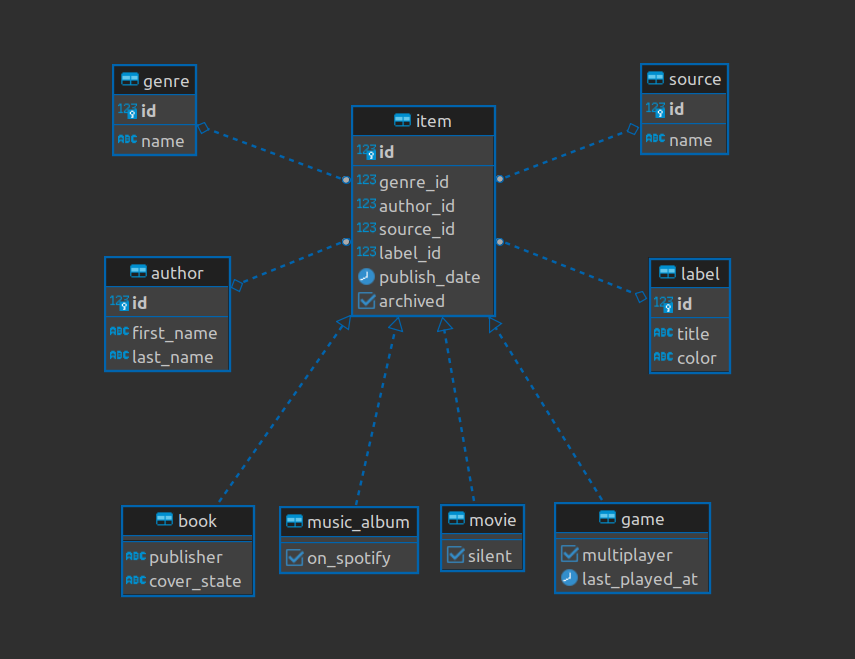 genre
123 id
ABC name
source
123 id
ABC name
item
123 id
123 genre_id
123 author_id
123 source_id
123 label_id
publish_date
archived
author
123 id
ABC first_name
ABC last_name
label
123 id
ABC title
ABC color
book
ABC publisher
ABC cover_state
music_album
on_spotify
movie
silent
game
multiplayer
last_played_at